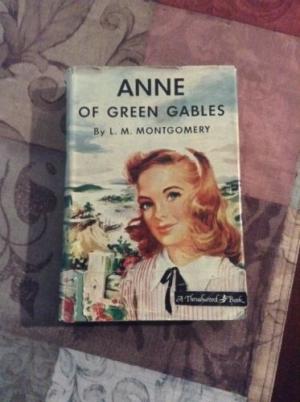 ANNE
OF GREEN GABLES
By L. M. MONTGOMERY
A Thrushwood Book